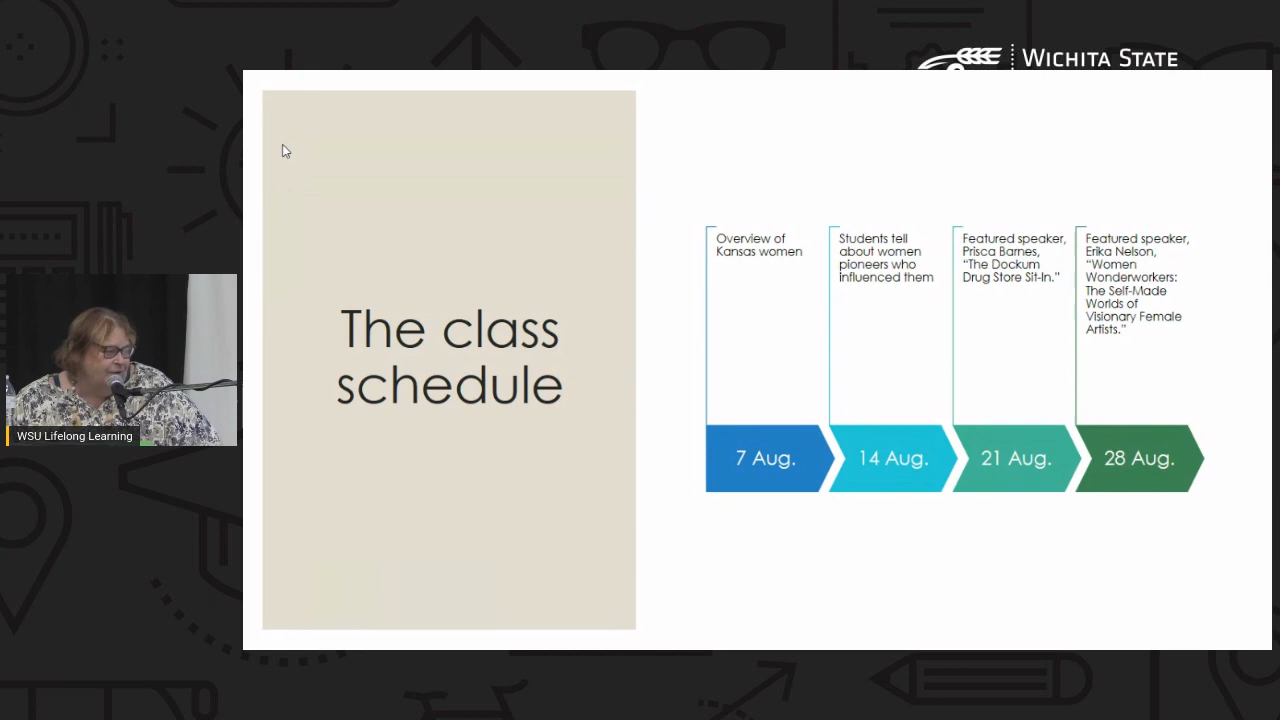 WICHITA STATE
The class
schedule
Overview of
Kansas women
Students tell
about women
pioneers who
influenced them
Featured speaker,
Prisca Barnes,
“The Dockum
Drug Store Sit-In.”
Featured speaker,
Erika Nelson,
“Women
Wonderworkers:
The Self-Made
Worlds of
Visionary Female
Artists.”
7 Aug.
14 Aug.
21 Aug.
28 Aug.
WSU Lifelong Learning